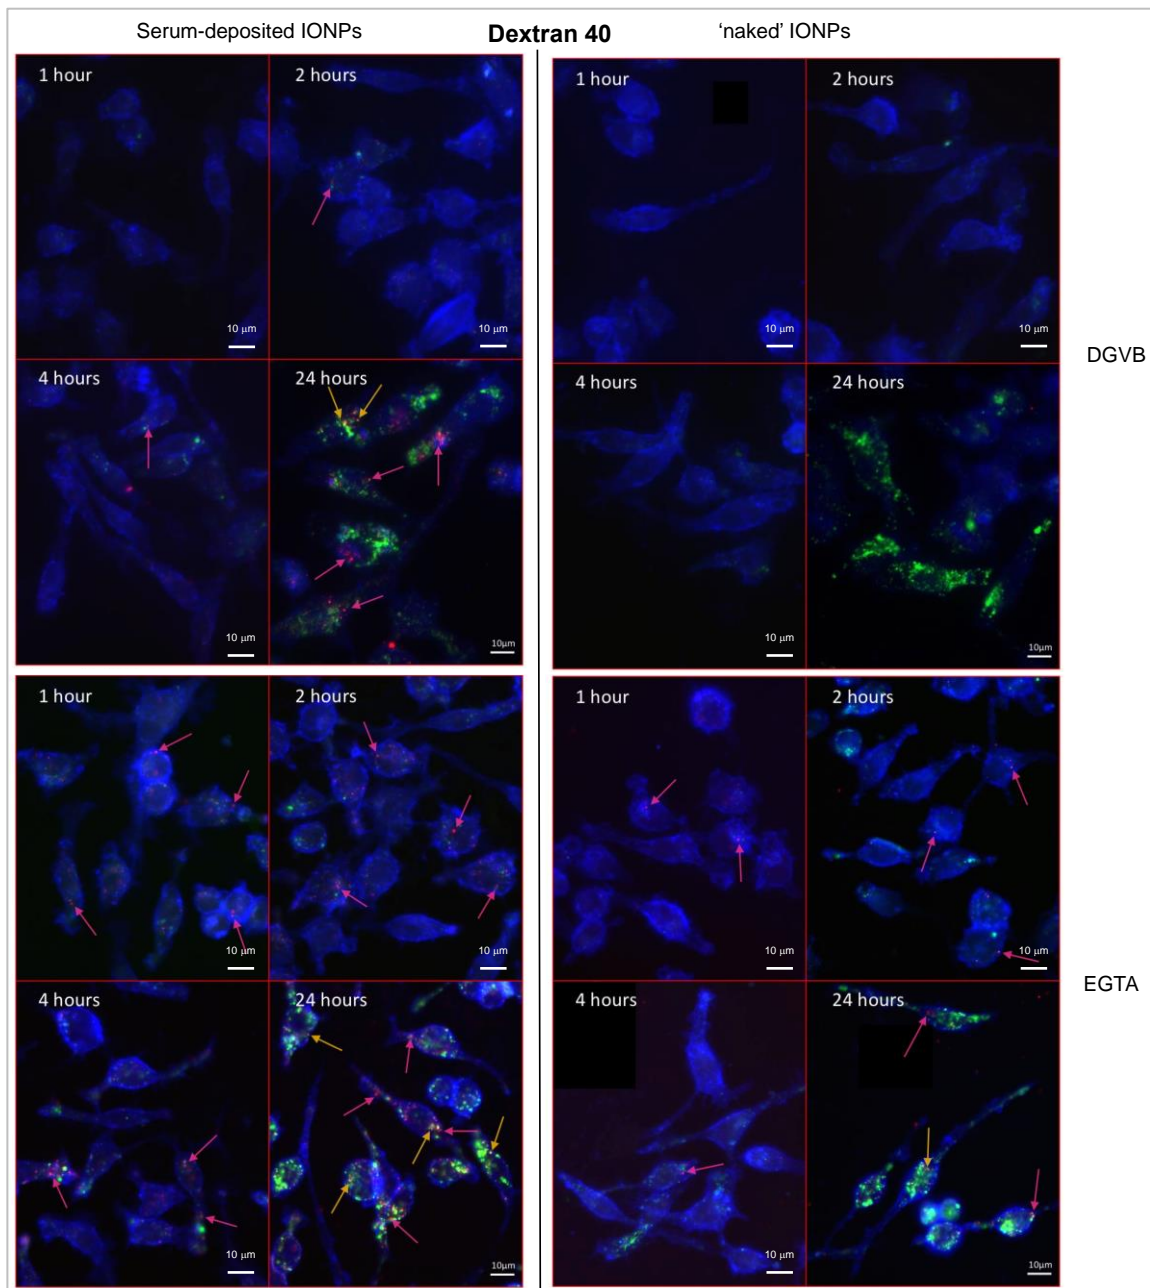 Serum-deposited IONPs Dextran 40 ‘naked’ IONPs
1 hour 2 hours 1 hour 2 hours
10 µm 10 µm 10 µm 10 µm
DGVB
4 hours 24 hours 4 hours 24 hours
10 µm 10µm 10 µm 10µm
1 hour 2 hours 1 hour 2 hours
10 µm 10 µm 10 µm 10 µm
EGTA
4 hours 24 hours 4 hours 24 hours
10 µm 10µm 10 µm 10µm